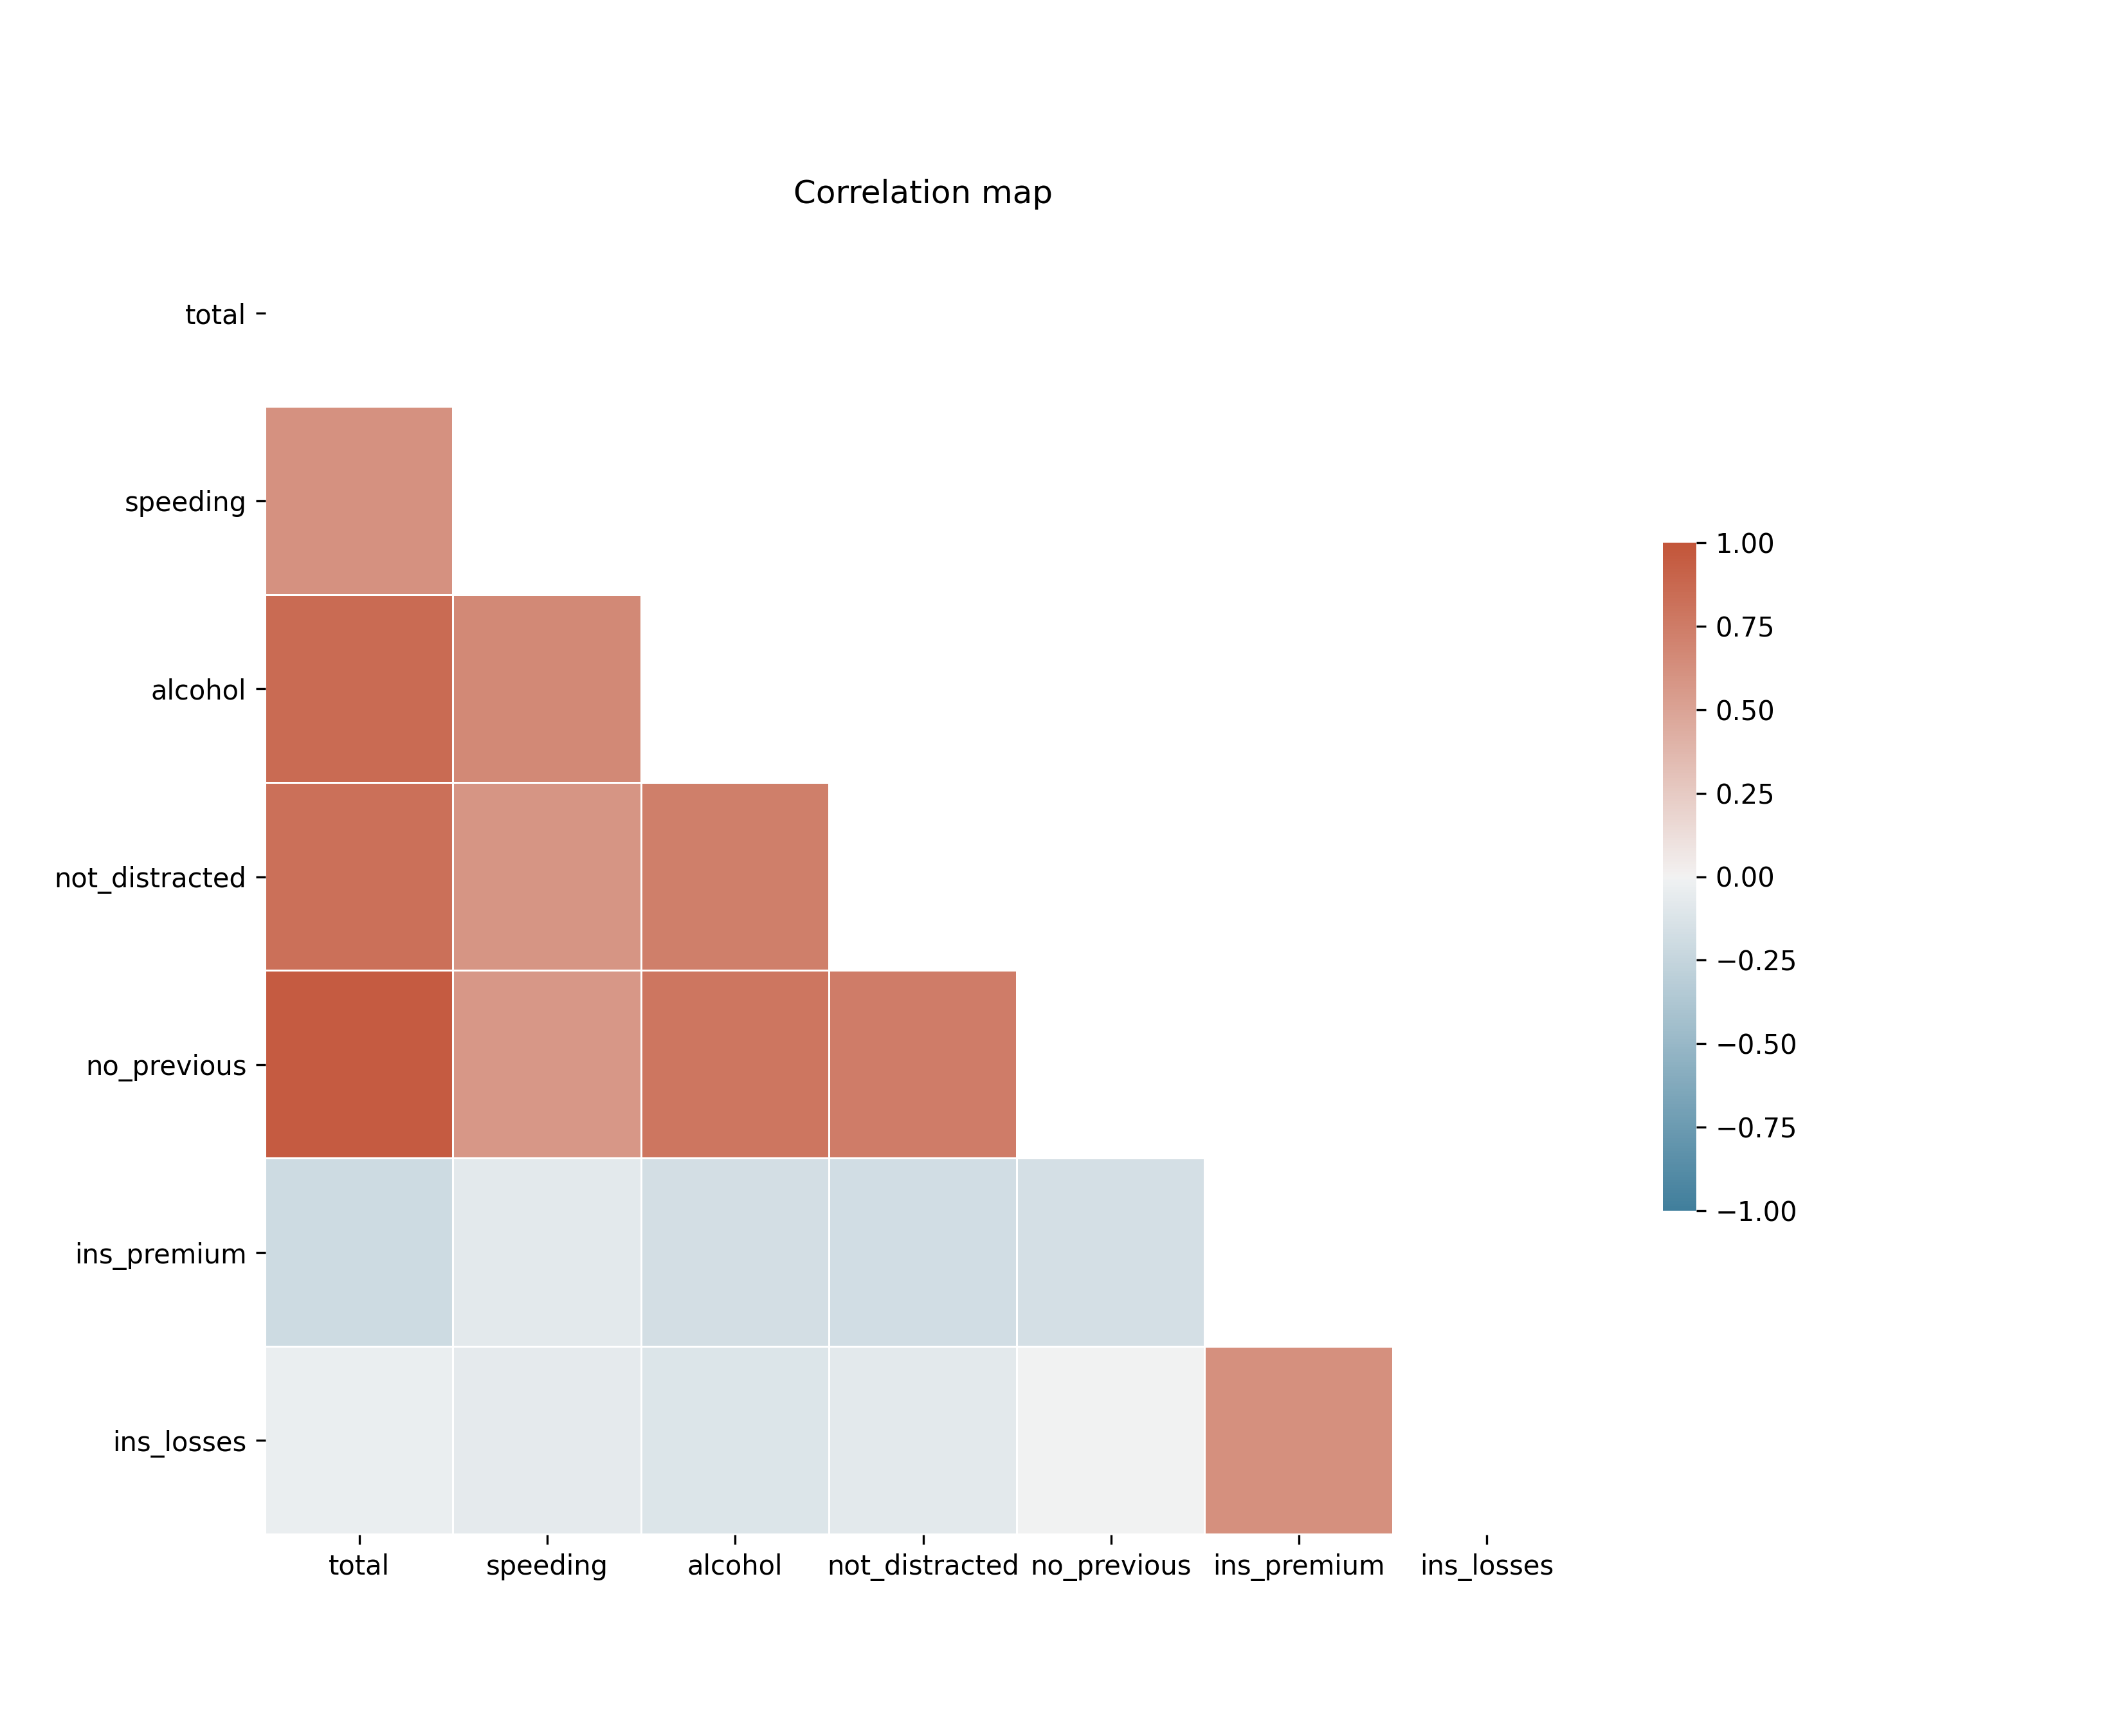 Correlation map
total
speeding
alcohol
not_distracted
no_previous
ins_premium
ins_losses
total speeding alcohol not_distracted no_previous ins_premium ins_losses
1.00
0.75
0.50
0.25
0.00
−0.25
−0.50
−0.75
−1.00